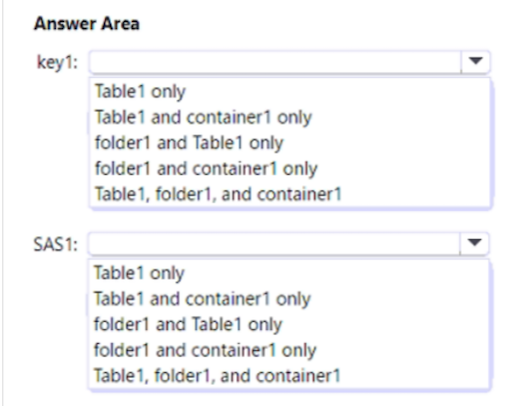 Answer Area
key1:
Table1 only
Table1 and container1 only
folder1 and Table1 only
folder1 and container1 only
Table1, folder1, and container1
SAS1:
Table1 only
Table1 and container1 only
folder1 and Table1 only
folder1 and container1 only
Table1, folder1, and container1